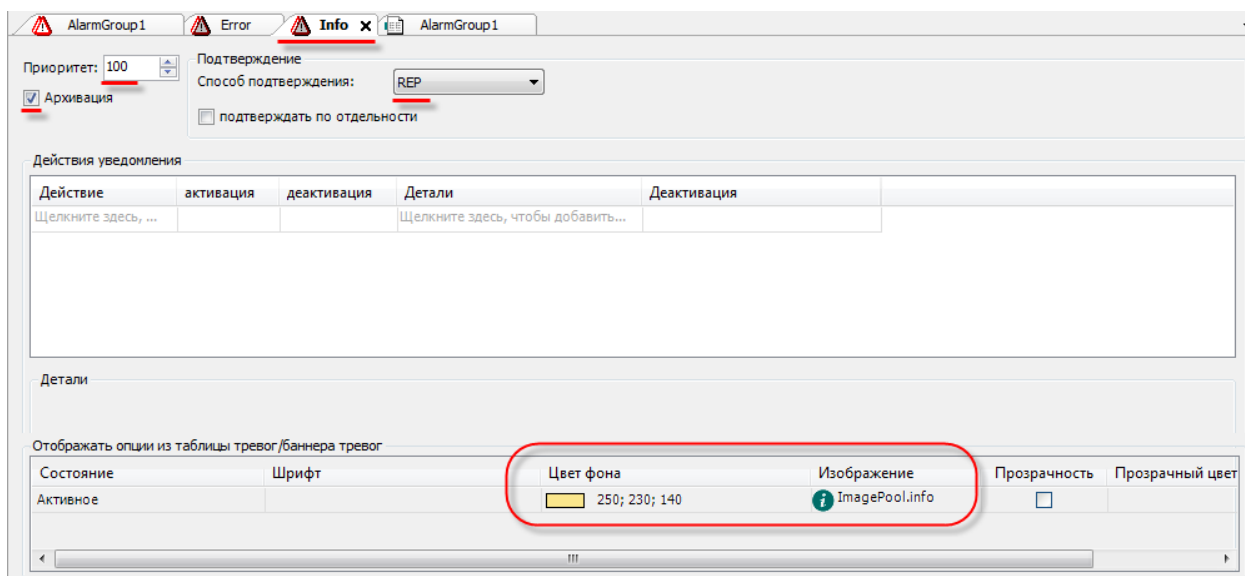 AlarmGroup1 Error Info AlarmGroup1
Приоритет: 100
Архивация
Подтверждение
Способ подтверждения: REP
подтверждать по отдельности
Действия уведомления
Действие активация деактивация Детали Деактивация
Щелкните здесь, ... Щелкните здесь, чтобы добавить...
Детали
Отображать опции из таблицы тревог/баннера тревог
Состояние Шрифт Цвет фона Изображение Прозрачность Прозрачный цвет
Активное 250; 230; 140 ImagePool.info